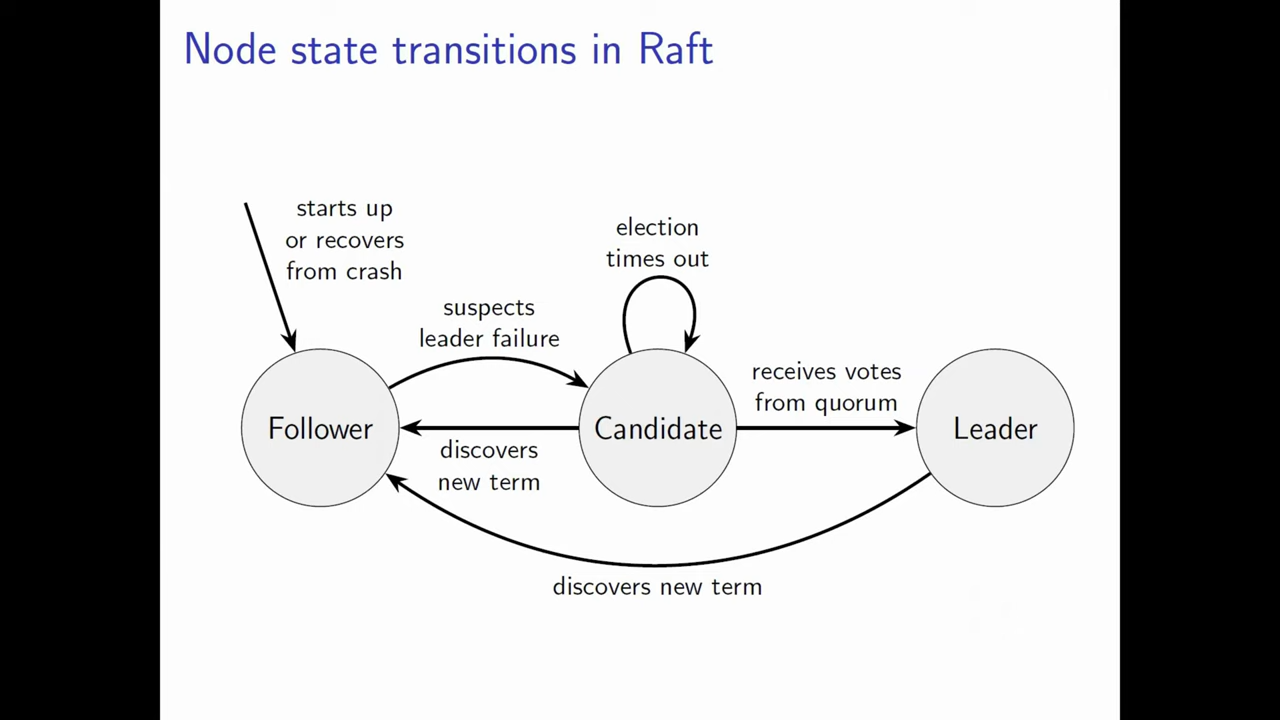 Node state transitions in Raft
starts up
or recovers
from crash
election
times out
suspects
leader failure
receives votes
from quorum
Follower
Candidate
Leader
discovers
new term
discovers new term